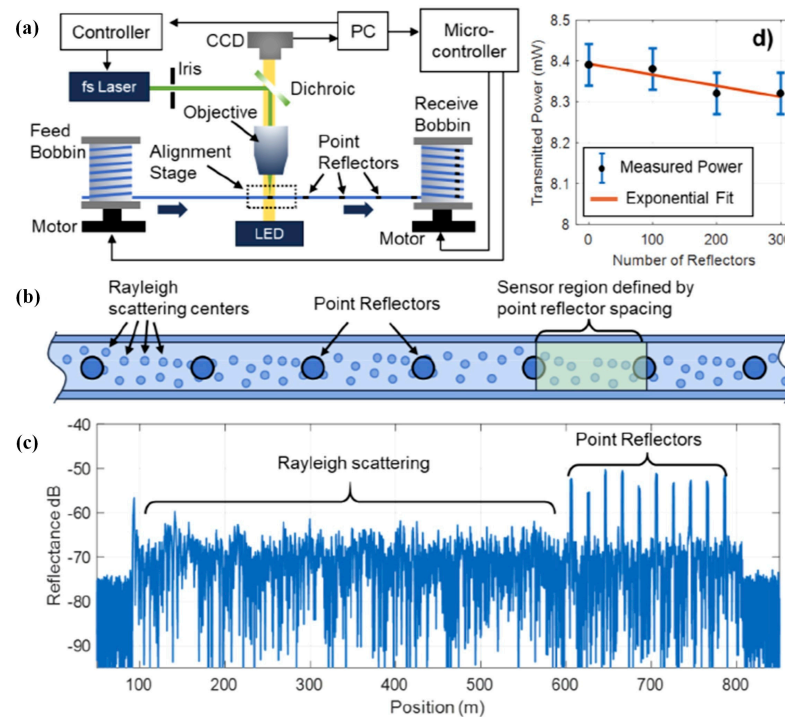 (a)
Controller
CCD
PC
Micro-
controller
Iris
fs Laser
Dichroic
Objective
Feed
Bobbin
Alignment
Stage
Point
Reflectors
Receive
Bobbin
Motor
LED
Motor
d)
Transmitted Power (mW)
8.5
8.4
8.3
8.2
8.1
8
Measured Power
Exponential Fit
0
100
200
300
Number of Reflectors
(b)
Rayleigh
scattering centers
Point Reflectors
Sensor region defined by
point reflector spacing
(c)
Reflectance dB
-40
-50
-60
-70
-80
-90
Rayleigh scattering
Point Reflectors
100
200
300
400
500
600
700
800
Position (m)